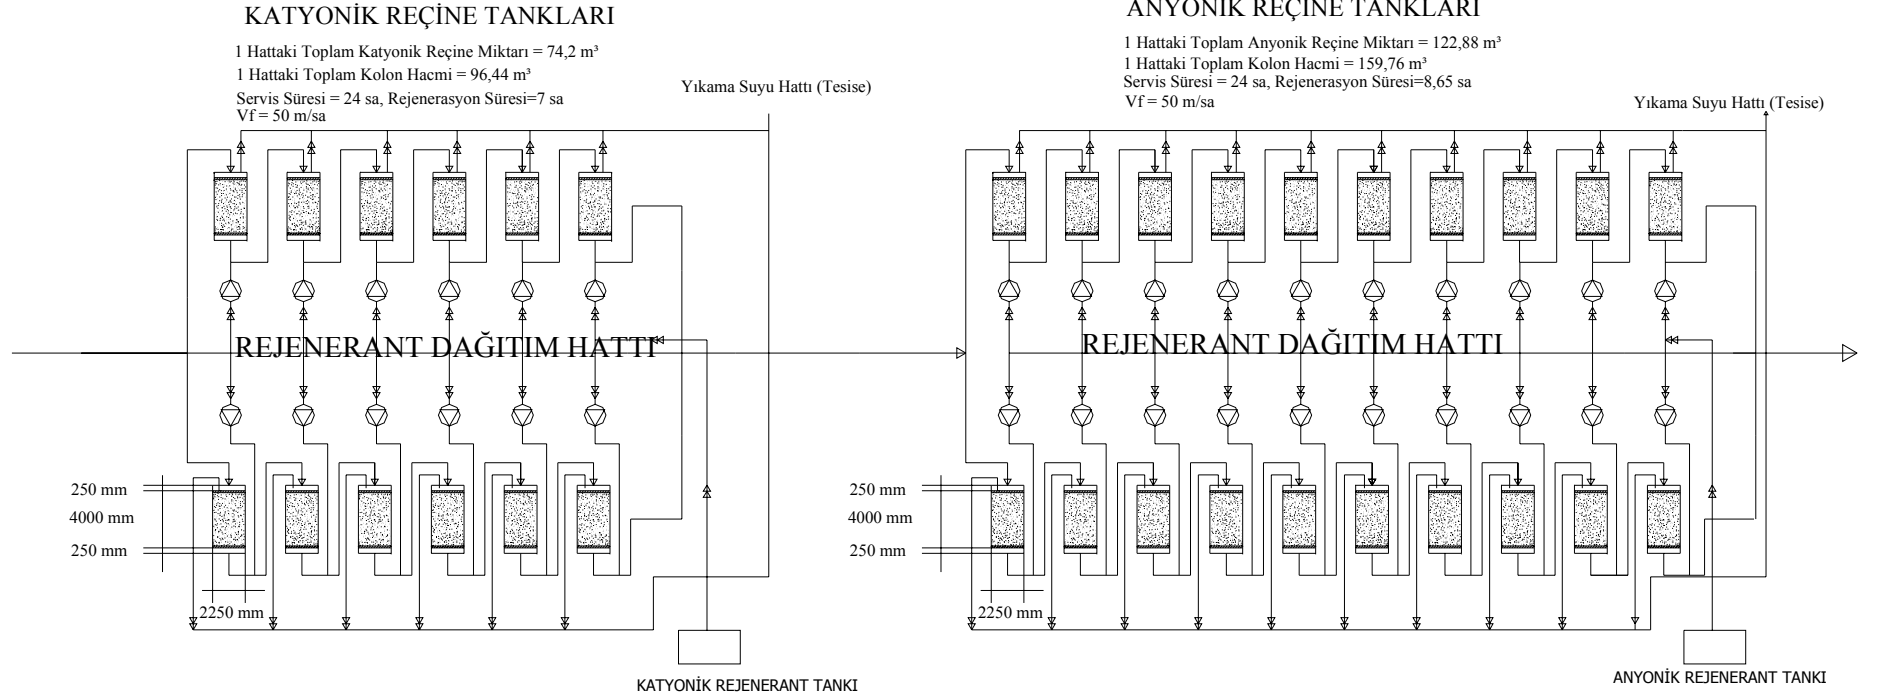 KATYONİK REÇİNE TANKLARI
1 Hattaki Toplam Katyonik Reçine Miktarı = 74,2 m³
1 Hattaki Toplam Kolon Hacmi = 96,44 m³
Servis Süresi = 24 sa, Rejenerasyon Süresi=7 sa
Vf = 50 m/sa
Yıkama Suyu Hattı (Tesise)
REJENERANT DAĞITIM HATTI
250 mm
4000 mm
250 mm
2250 mm
KATYONİK REJENERANT TANKI
ANYONİK REÇİNE TANKLARI
1 Hattaki Toplam Anyonik Reçine Miktarı = 122,88 m³
1 Hattaki Toplam Kolon Hacmi = 159,76 m³
Servis Süresi = 24 sa, Rejenerasyon Süresi=8,65 sa
Vf = 50 m/sa
Yıkama Suyu Hattı (Tesise)
REJENERANT DAĞITIM HATTI
250 mm
4000 mm
250 mm
2250 mm
ANYONİK REJENERANT TANKI